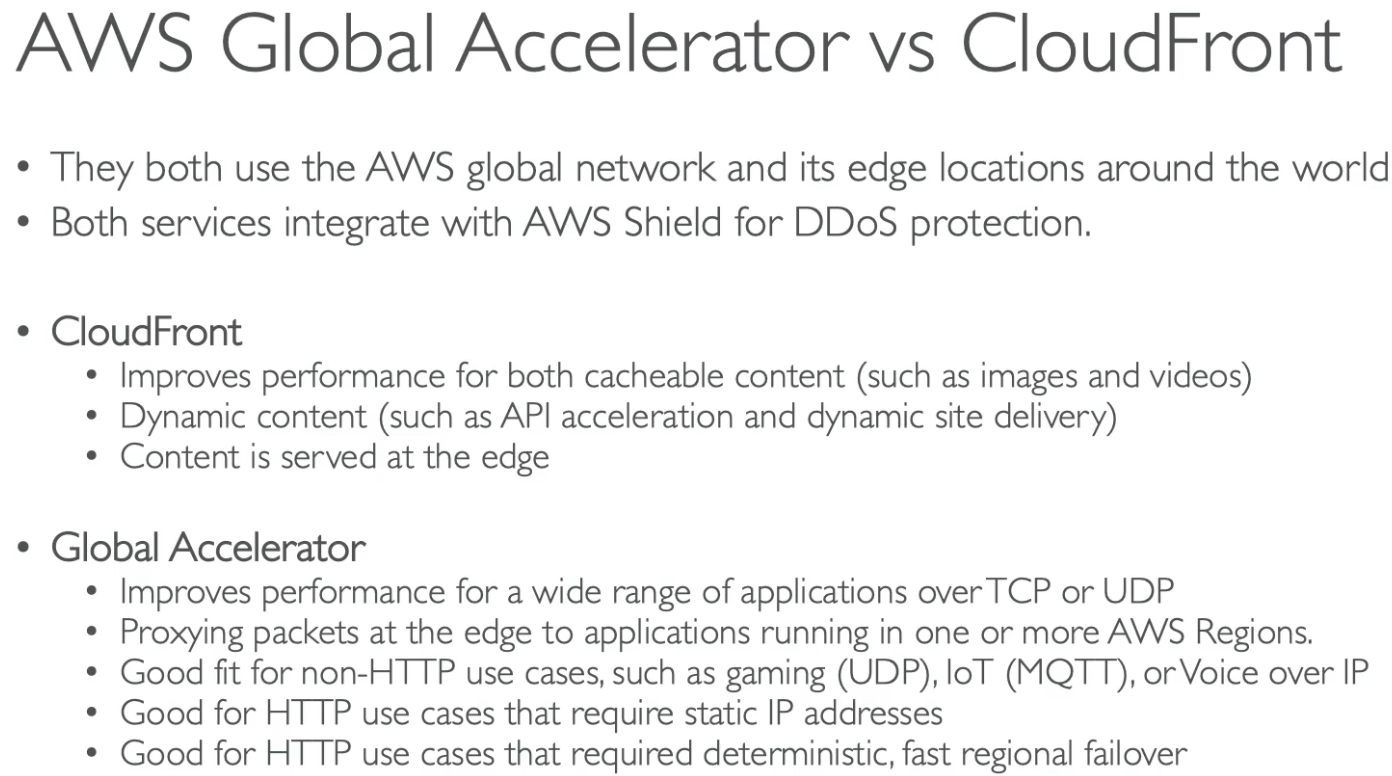 AWS Global Accelerator vs CloudFront
• They both use the AWS global network and its edge locations around the world
• Both services integrate with AWS Shield for DDoS protection.
• CloudFront
• Improves performance for both cacheable content (such as images and videos)
• Dynamic content (such as API acceleration and dynamic site delivery)
• Content is served at the edge
• Global Accelerator
• Improves performance for a wide range of applications over TCP or UDP
• Proxying packets at the edge to applications running in one or more AWS Regions.
• Good fit for non-HTTP use cases, such as gaming (UDP), IoT (MQTT), or Voice over IP
• Good for HTTP use cases that require static IP addresses
• Good for HTTP use cases that required deterministic, fast regional failover